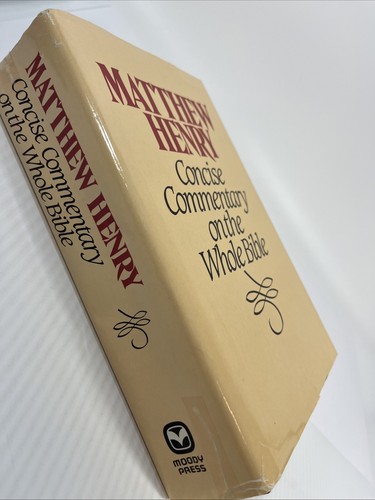 MATTHEW
HENRY
Concise
Commentary
on the
Whole Bible
MATTHEW HENRY
Concise Commentary
on the Whole Bible
MOODY
PRESS